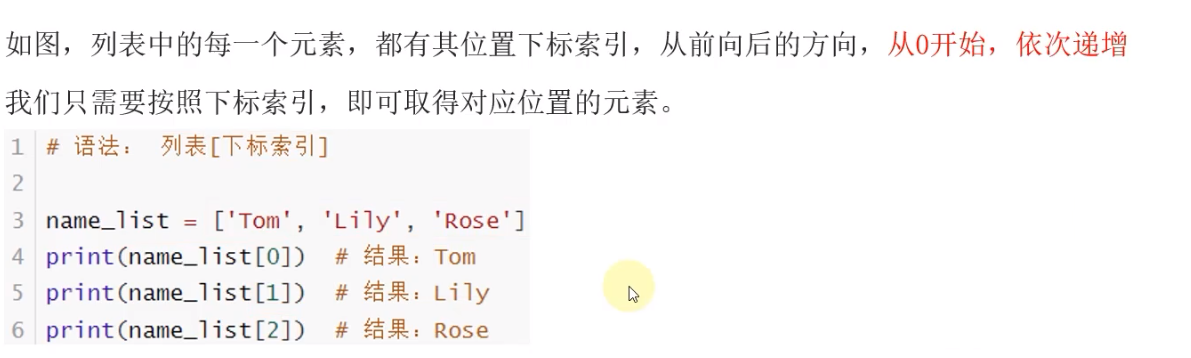 如图，列表中的每一个元素，都有其位置下标索引，从前向后的方向，从0开始，依次递增
我们只需要按照下标索引，即可取得对应位置的元素。
1 # 语法： 列表[下标索引]
2
3 name_list = ['Tom', 'Lily', 'Rose']
4 print(name_list[0])  # 结果：Tom
5 print(name_list[1])  # 结果：Lily
6 print(name_list[2])  # 结果：Rose